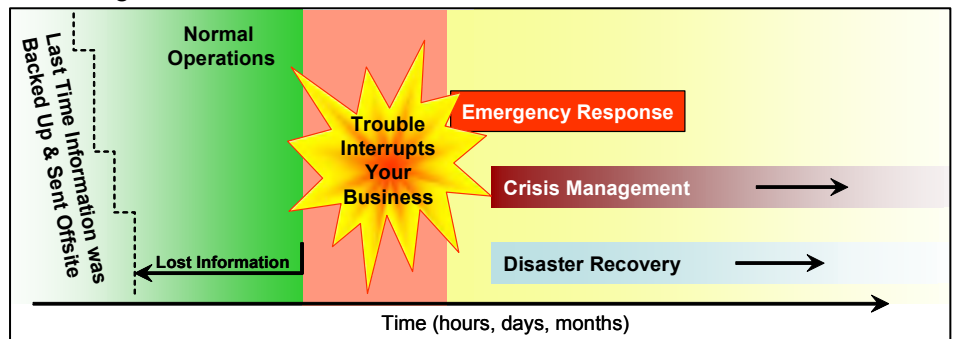 Last Time Information was
Backed Up & Sent Offsite
Normal
Operations
Trouble
Interrupts
Your
Business
Emergency Response
Crisis Management
Disaster Recovery
Lost Information
Time (hours, days, months)